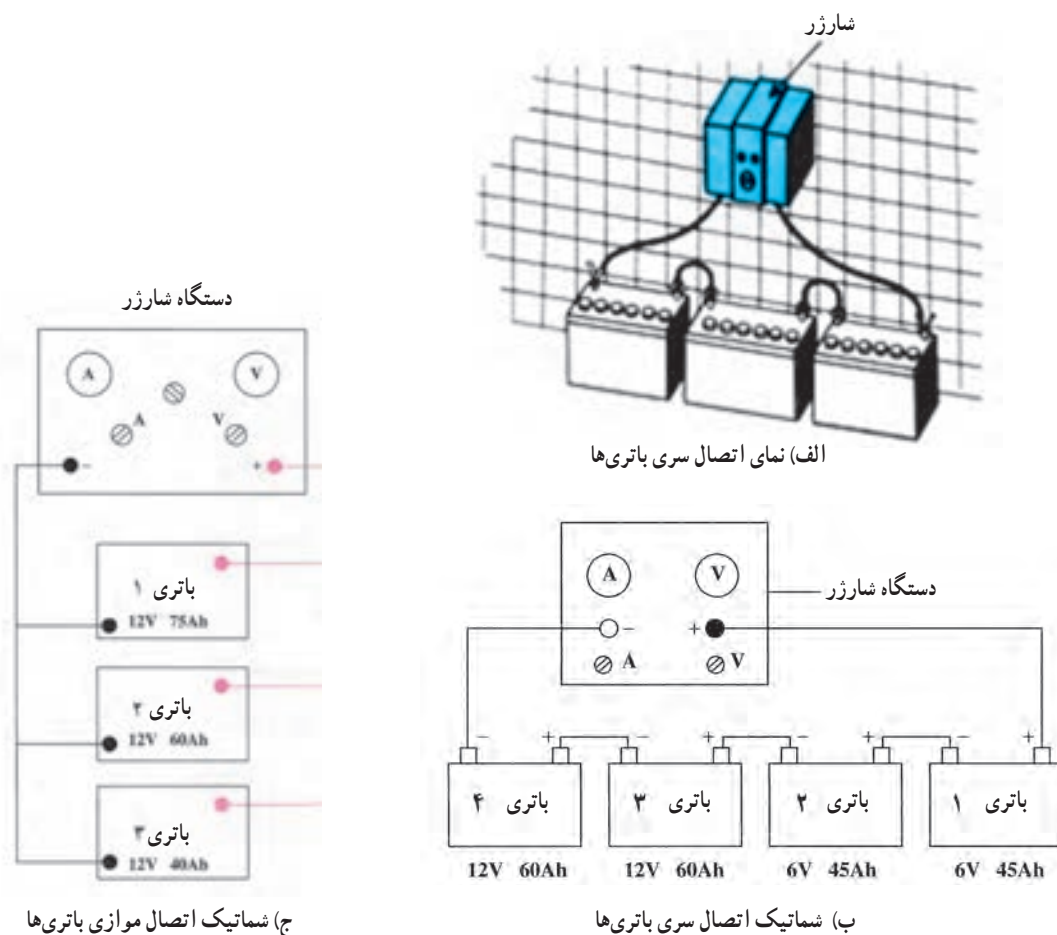 شارژر
الف) نمای اتصال سری باتری‌ها
دستگاه شارژر
A V
A V
- +
باتری ۱
12V 75Ah
باتری ۲
12V 60Ah
باتری ۳
12V 40Ah
ج) شماتیک اتصال موازی باتری‌ها
A V
دستگاه شارژر
- +
A V
- + - + - + - +
باتری ۴ باتری ۳ باتری ۲ باتری ۱
12V 60Ah 12V 60Ah 6V 45Ah 6V 45Ah
ب) شماتیک اتصال سری باتری‌ها